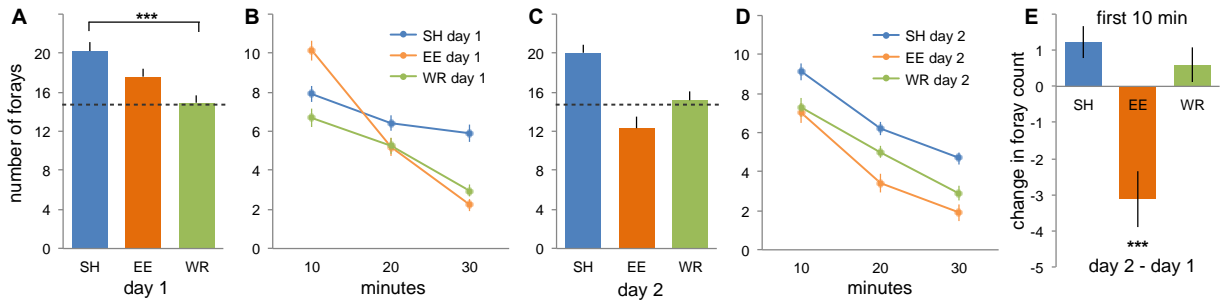 A
***
number of forays
20
16
12
8
4
0
SH EE WR
day 1
B
10
8
6
4
2
0
SH day 1
EE day 1
WR day 1
10 20 30
minutes
C
20
16
12
8
4
0
SH EE WR
day 2
D
10
8
6
4
2
0
SH day 2
EE day 2
WR day 2
10 20 30
minutes
E
first 10 min
change in foray count
1
0
-1
-2
-3
-4
-5
SH EE WR
***
day 2 - day 1